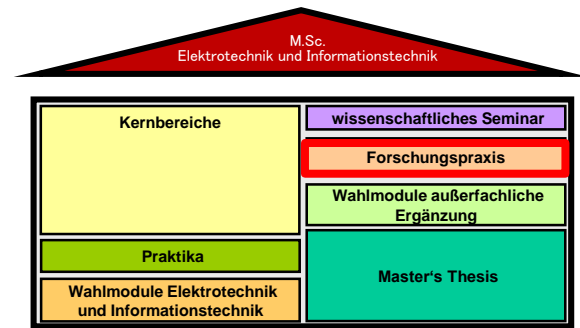 M.Sc.
Elektrotechnik und Informationstechnik
Kernbereiche
Praktika
Wahlmodule Elektrotechnik
und Informationstechnik
wissenschaftliches Seminar
Forschungspraxis
Wahlmodule außerfachliche
Ergänzung
Master‘s Thesis